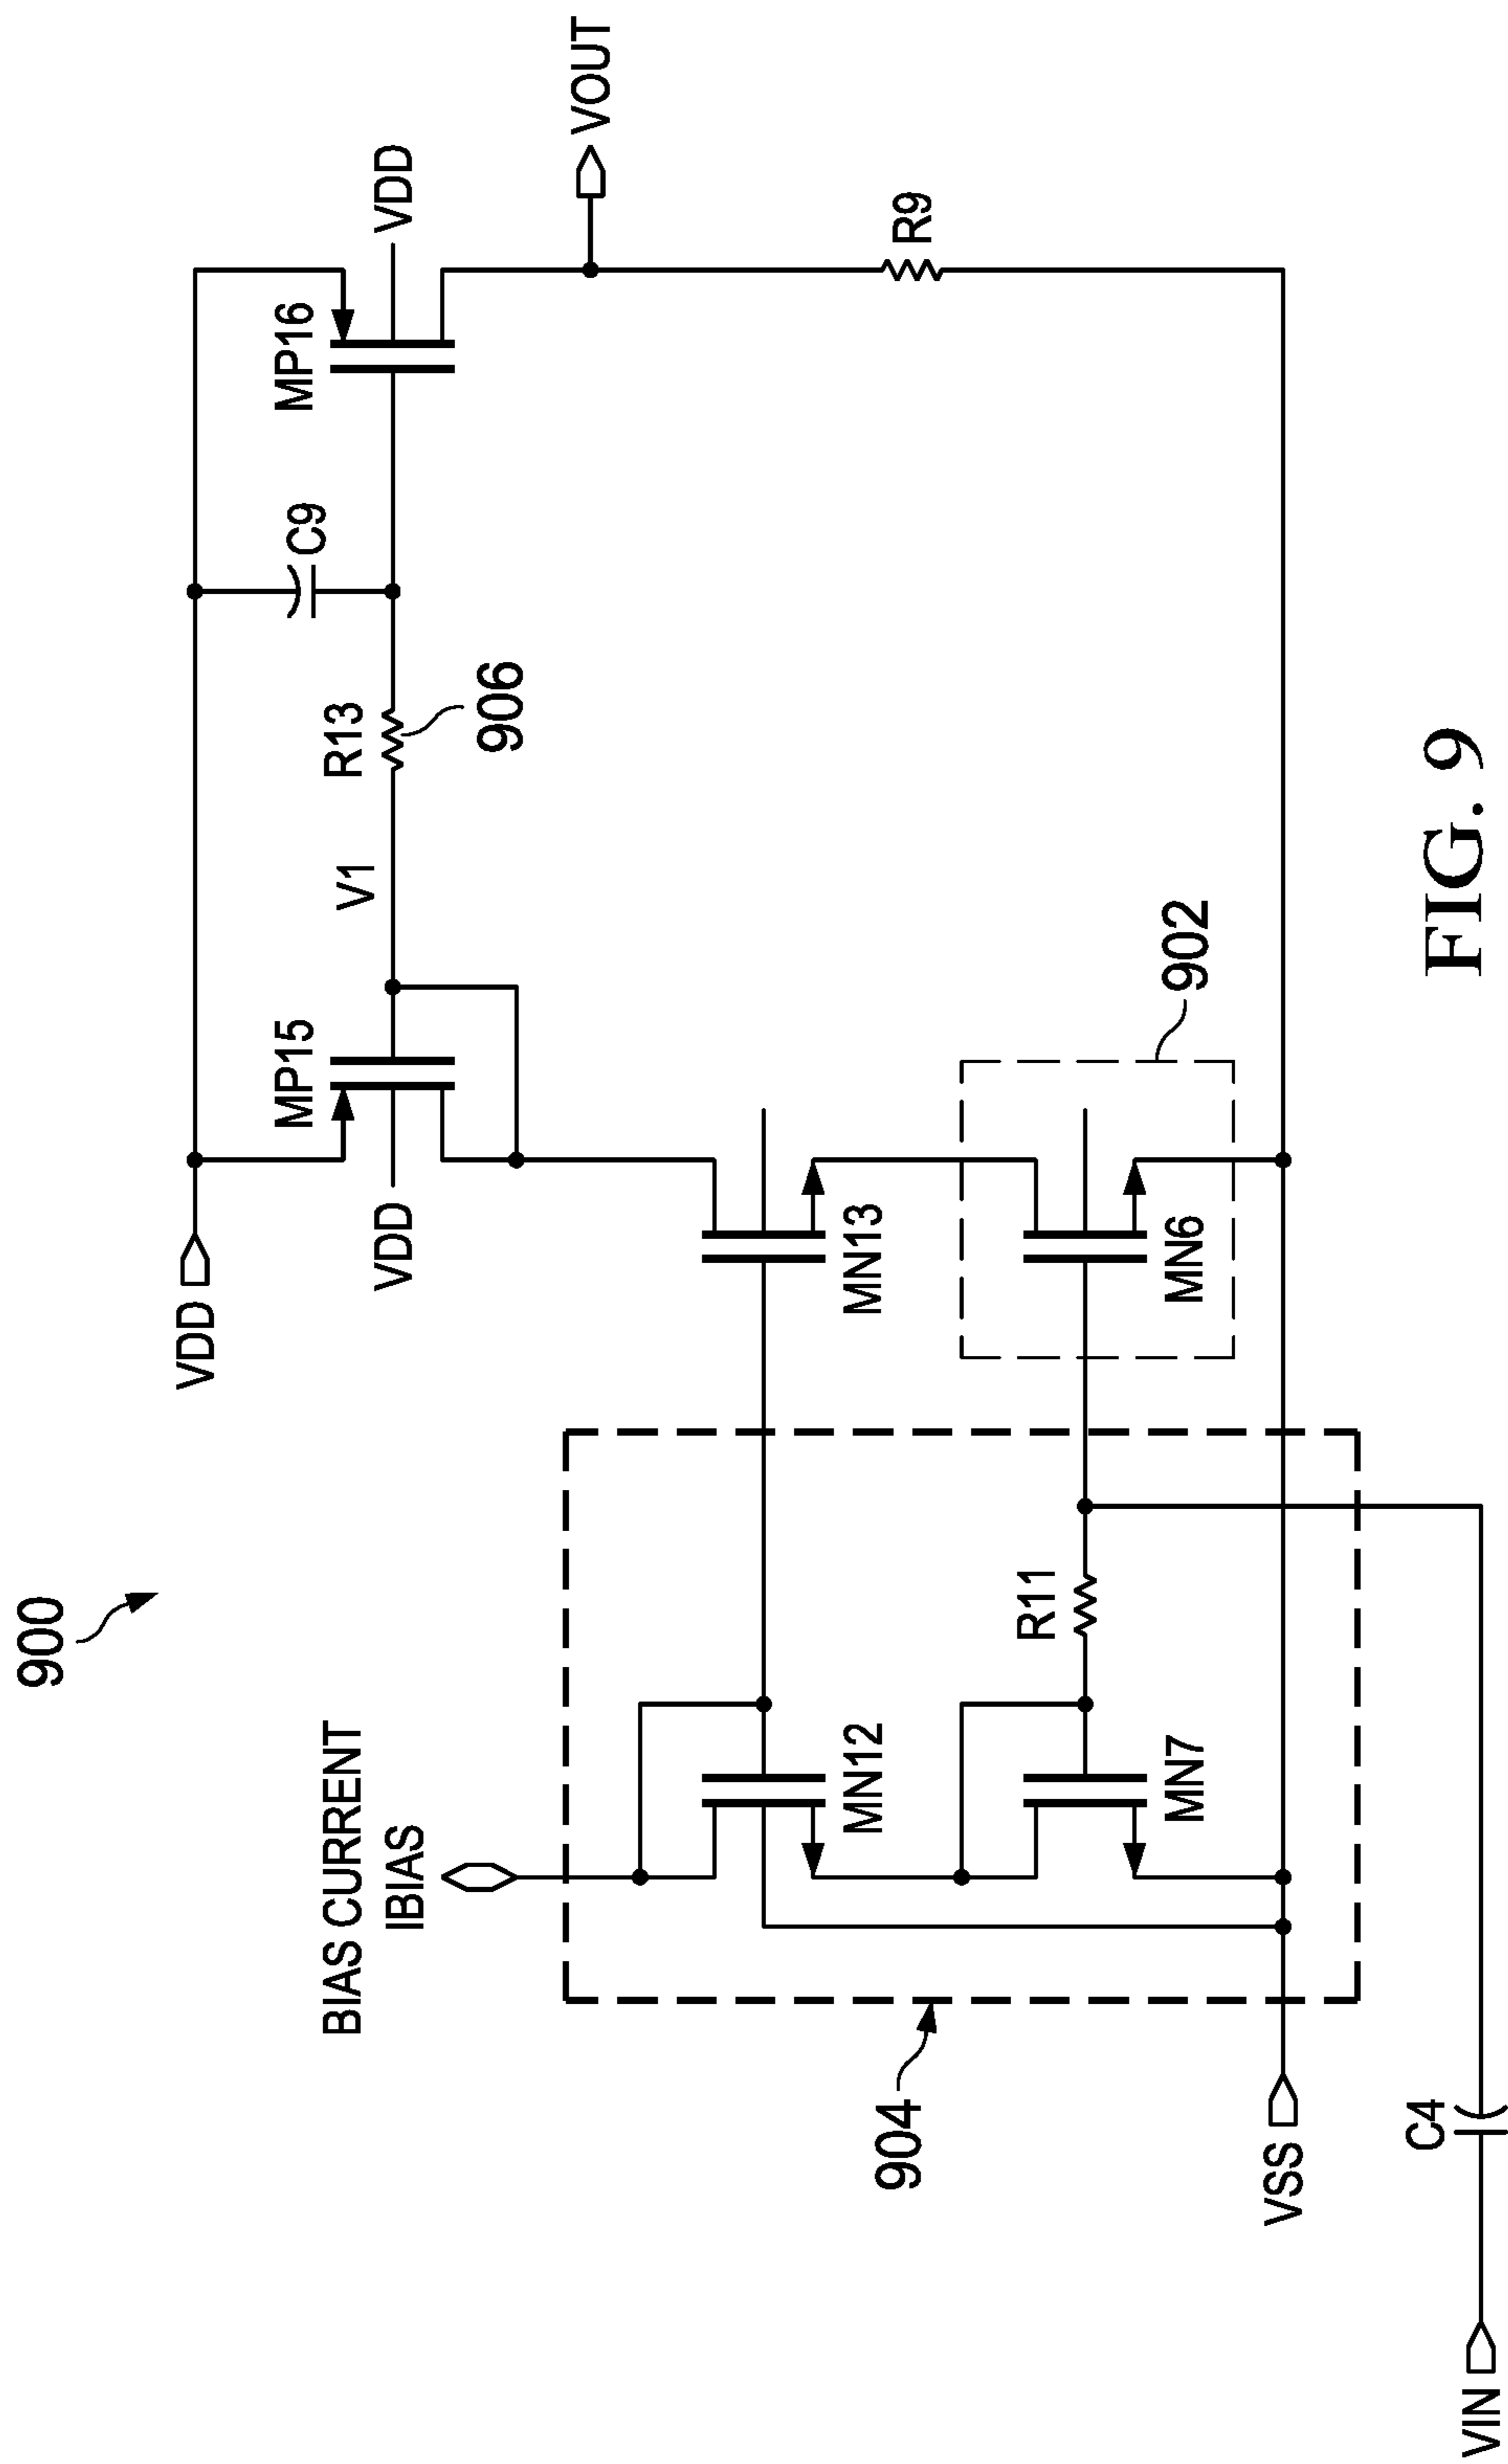 900
VDD
MP15
VDD
V1
R13
906
C9
MP16
VDD
VOUT
BIAS CURRENT
IBIAS
MN12
MN13
R9
904
R11
MN7
MN6
902
VSS
C4
VIN
FIG. 9